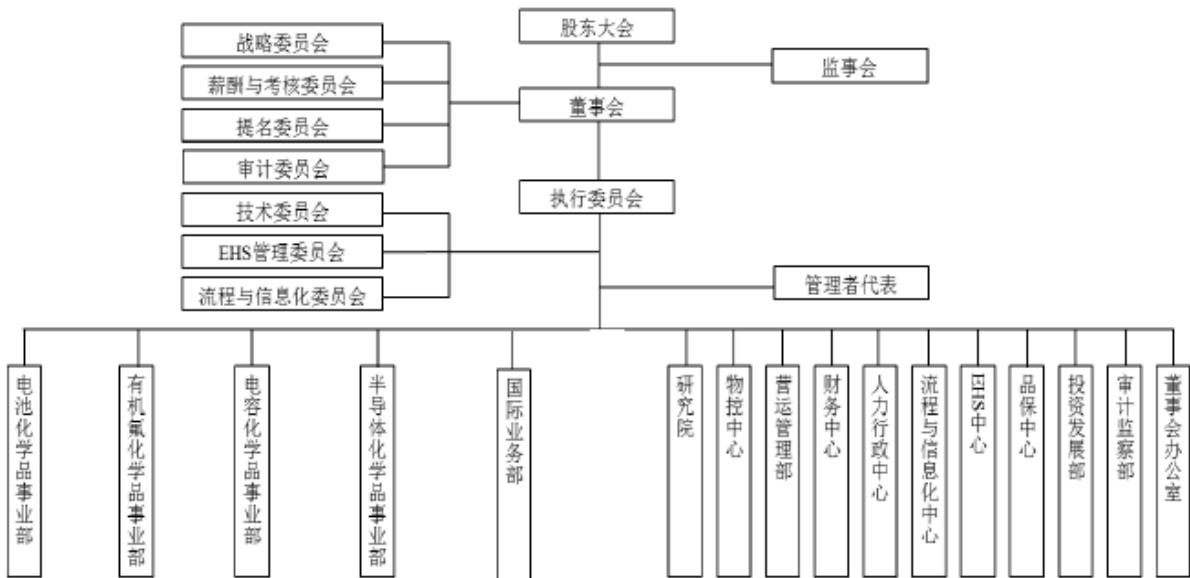 股东大会
监事会
董事会
战略委员会
薪酬与考核委员会
提名委员会
审计委员会
执行委员会
技术委员会
EHS管理委员会
流程与信息化委员会
管理者代表
电池化学品事业部
有机氟化学品事业部
电容化学品事业部
半导体化学品事业部
国际业务部
研究院
物控中心
营运管理部
财务中心
人力行政中心
流程与信息化中心
EHS中心
品保中心
投资发展部
审计监察部
董事会办公室